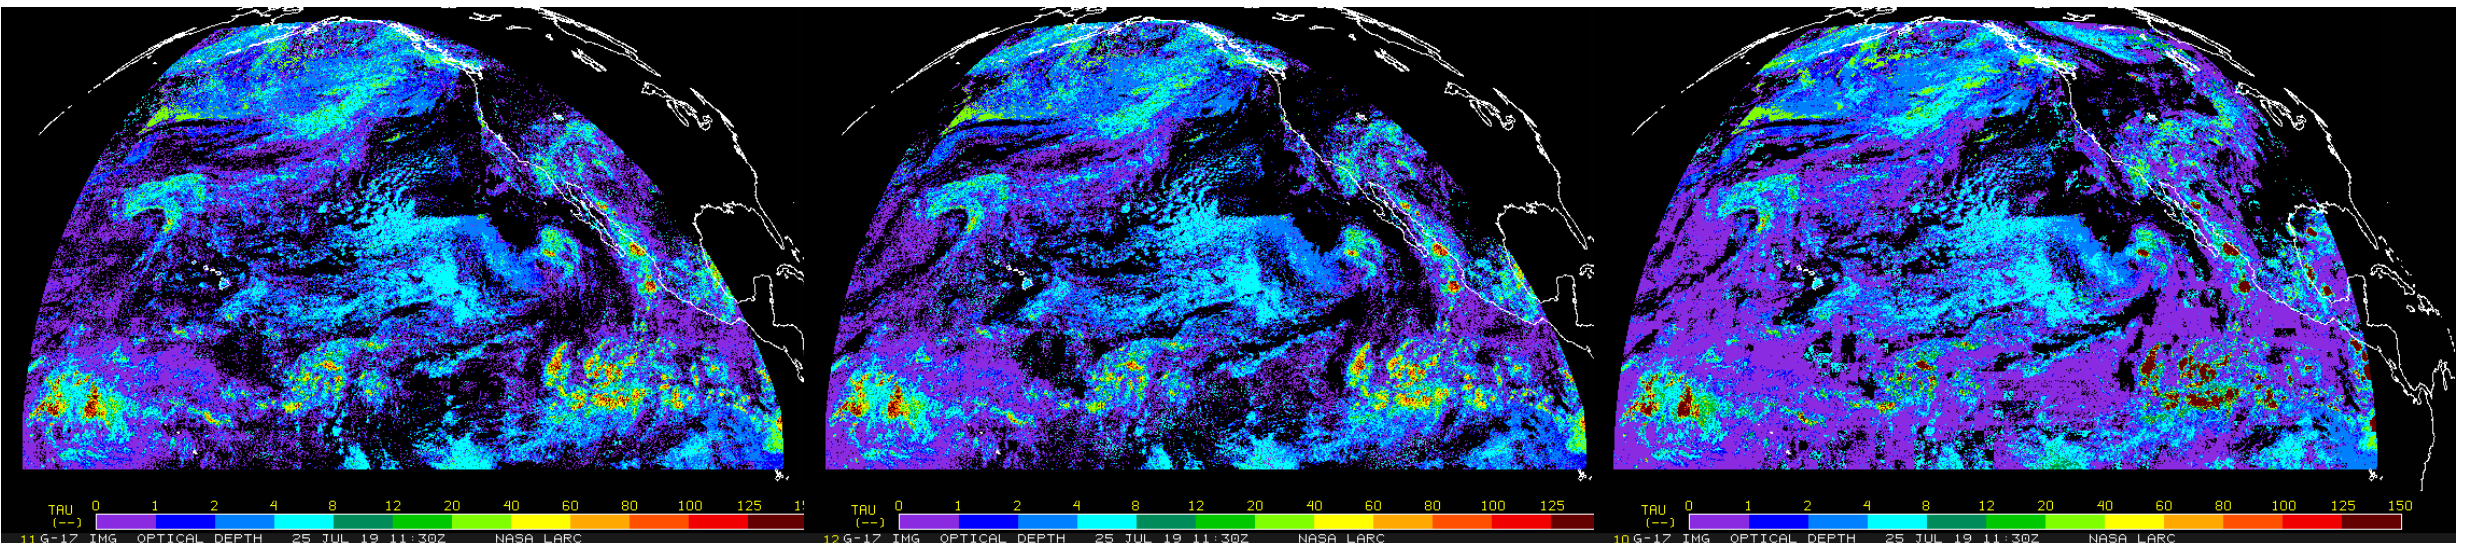 TAU (--) 0 1 2 4 8 12 20 40 60 80 100 125 15
11 G-17 IMG OPTICAL DEPTH 25 JUL 19 11:30Z NASA LARC
TAU (--) 0 1 2 4 8 12 20 40 60 80 100 125
12 G-17 IMG OPTICAL DEPTH 25 JUL 19 11:30Z NASA LARC
TAU (--) 0 1 2 4 8 12 20 40 60 80 100 125 150
10 G-17 IMG OPTICAL DEPTH 25 JUL 19 11:30Z NASA LARC